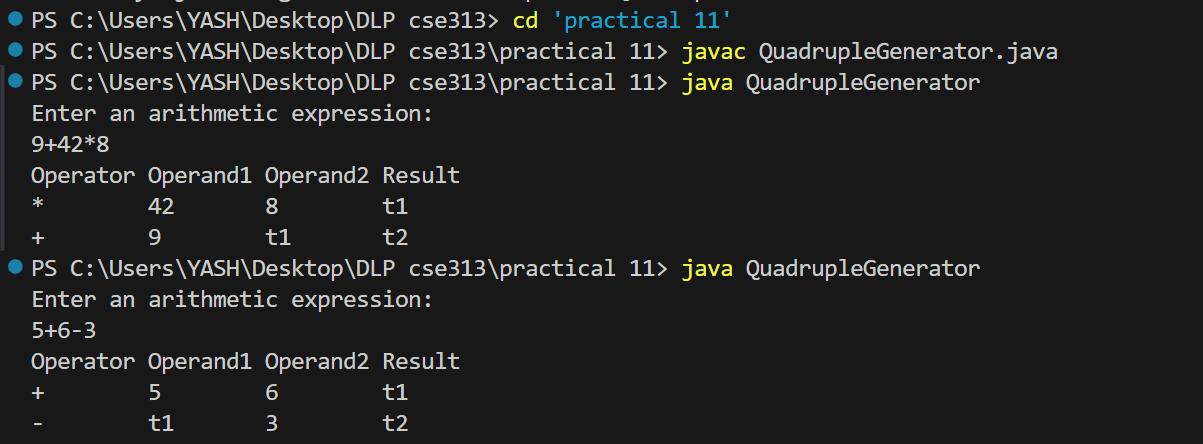 PS C:\Users\YASH\Desktop\DLP cse313> cd 'practical 11'
PS C:\Users\YASH\Desktop\DLP cse313\practical 11> javac QuadrupleGenerator.java
PS C:\Users\YASH\Desktop\DLP cse313\practical 11> java QuadrupleGenerator
Enter an arithmetic expression:
9+42*8
Operator Operand1 Operand2 Result
*        42       8        t1
+        9        t1       t2
PS C:\Users\YASH\Desktop\DLP cse313\practical 11> java QuadrupleGenerator
Enter an arithmetic expression:
5+6-3
Operator Operand1 Operand2 Result
+        5        6        t1
-        t1       3        t2